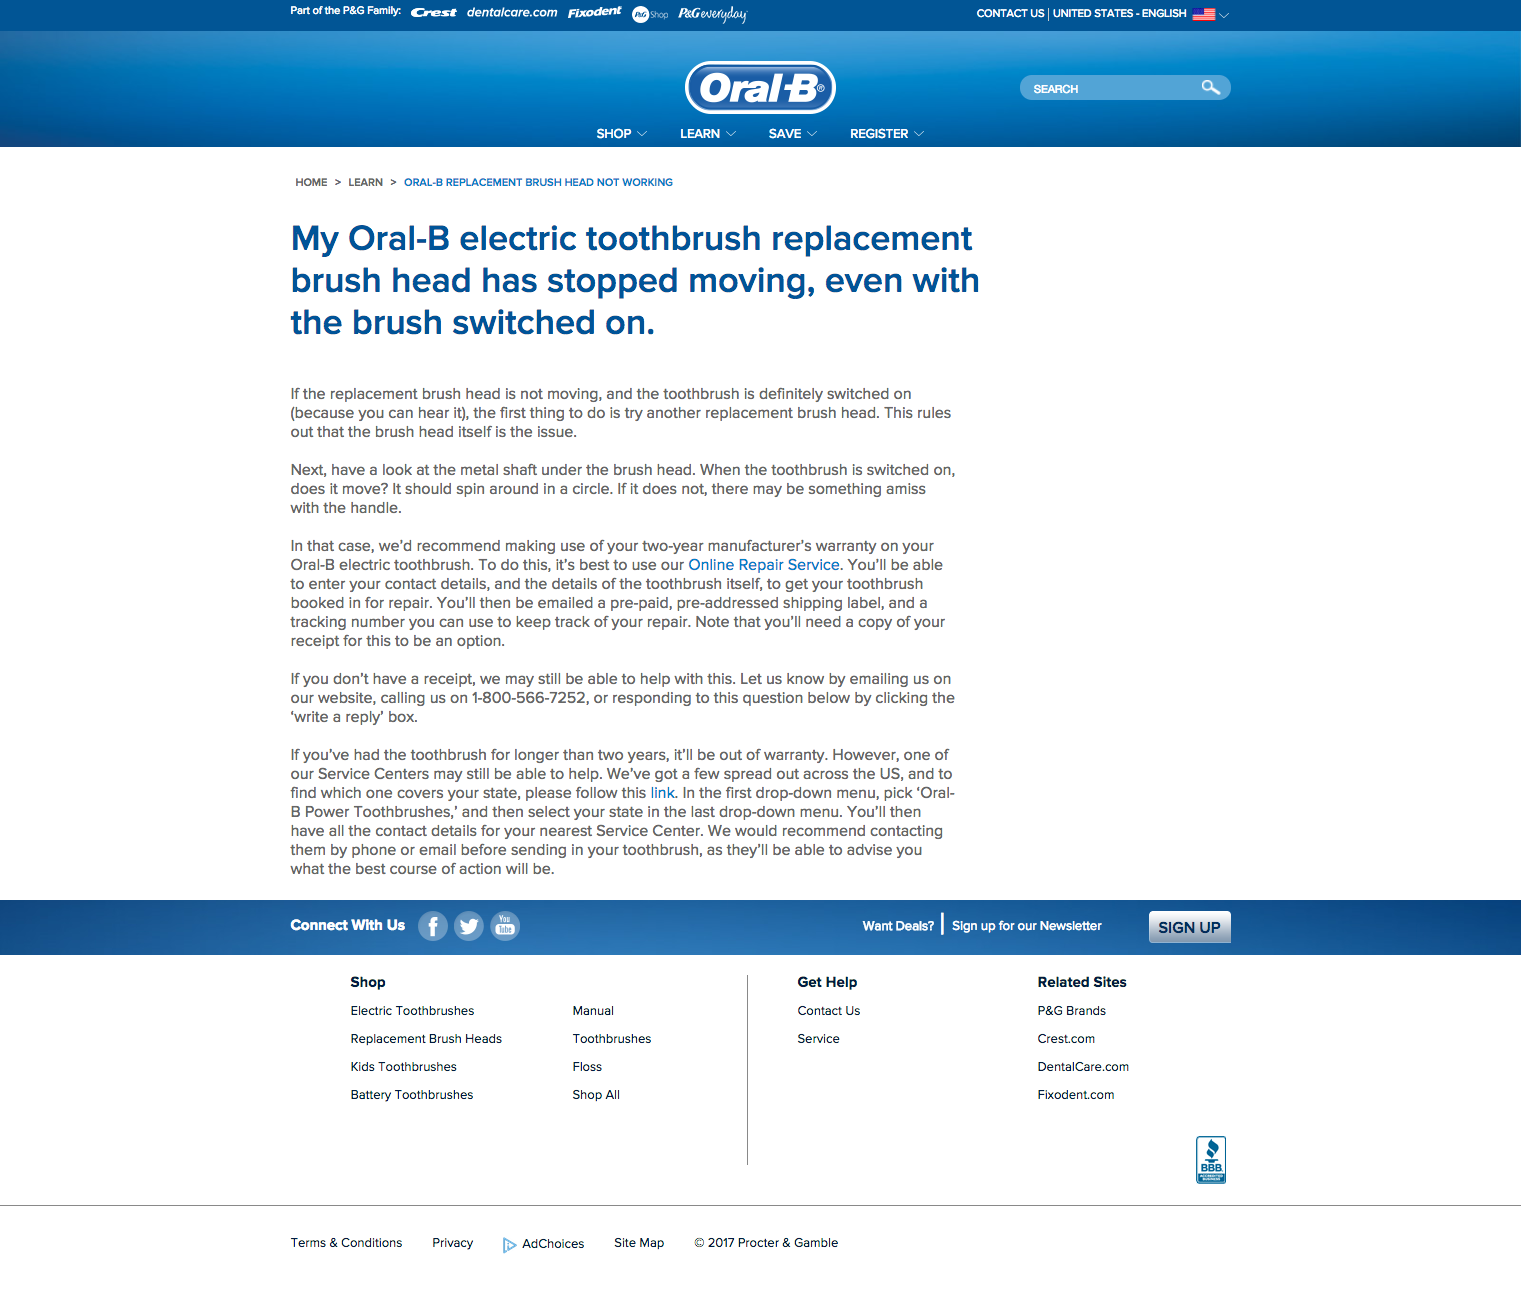 Part of the P&G Family: Crest dentalcare.com Fixodent P&G Shop P&G everyday
CONTACT US | UNITED STATES - ENGLISH
Oral-B®
SEARCH
SHOP LEARN SAVE REGISTER
HOME > LEARN > ORAL-B REPLACEMENT BRUSH HEAD NOT WORKING
My Oral-B electric toothbrush replacement
brush head has stopped moving, even with
the brush switched on.
If the replacement brush head is not moving, and the toothbrush is definitely switched on
(because you can hear it), the first thing to do is try another replacement brush head. This rules
out that the brush head itself is the issue.
Next, have a look at the metal shaft under the brush head. When the toothbrush is switched on,
does it move? It should spin around in a circle. If it does not, there may be something amiss
with the handle.
In that case, we’d recommend making use of your two-year manufacturer’s warranty on your
Oral-B electric toothbrush. To do this, it’s best to use our Online Repair Service. You’ll be able
to enter your contact details, and the details of the toothbrush itself, to get your toothbrush
booked in for repair. You’ll then be emailed a pre-paid, pre-addressed shipping label, and a
tracking number you can use to keep track of your repair. Note that you’ll need a copy of your
receipt for this to be an option.
If you don’t have a receipt, we may still be able to help with this. Let us know by emailing us on
our website, calling us on 1-800-566-7252, or responding to this question below by clicking the
‘write a reply’ box.
If you’ve had the toothbrush for longer than two years, it’ll be out of warranty. However, one of
our Service Centers may still be able to help. We’ve got a few spread out across the US, and to
find which one covers your state, please follow this link. In the first drop-down menu, pick ‘Oral-
B Power Toothbrushes,’ and then select your state in the last drop-down menu. You’ll then
have all the contact details for your nearest Service Center. We would recommend contacting
them by phone or email before sending in your toothbrush, as they’ll be able to advise you
what the best course of action will be.
Connect With Us You Tube
Want Deals? | Sign up for our Newsletter SIGN UP
Shop
Electric Toothbrushes
Replacement Brush Heads
Kids Toothbrushes
Battery Toothbrushes
Manual
Toothbrushes
Floss
Shop All
Get Help
Contact Us
Service
Related Sites
P&G Brands
Crest.com
DentalCare.com
Fixodent.com
BBB.
ACCREDITED
BUSINESS
Terms & Conditions Privacy AdChoices Site Map © 2017 Procter & Gamble